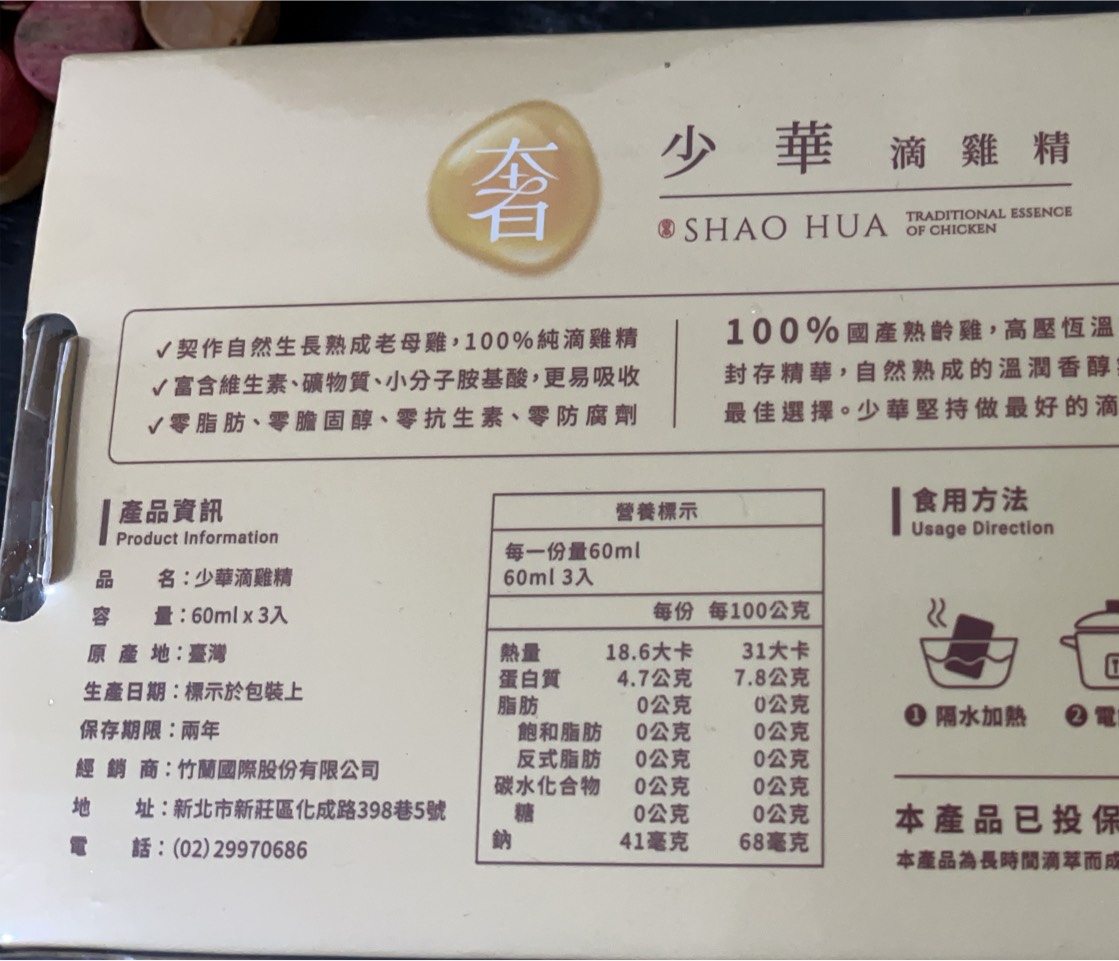 奢
少華 滴雞精
SHAO HUA TRADITIONAL ESSENCE
OF CHICKEN
✓契作自然生長熟成老母雞,100%純滴雞精
✓富含維生素、礦物質、小分子胺基酸,更易吸收
✓零脂肪、零膽固醇、零抗生素、零防腐劑
100%國產熟齡雞,高壓恆溫
封存精華,自然熟成的溫潤香醇
最佳選擇。少華堅持做最好的滴
產品資訊
Product Information
品名:少華滴雞精
容量:60ml x 3入
原產地:臺灣
生產日期:標示於包裝上
保存期限:兩年
經銷商:竹蘭國際股份有限公司
地址:新北市新莊區化成路398巷5號
電話:(02)29970686
營養標示
每一份量60ml
60ml 3入
每份 每100公克
熱量 18.6大卡 31大卡
蛋白質 4.7公克 7.8公克
脂肪 0公克 0公克
飽和脂肪 0公克 0公克
反式脂肪 0公克 0公克
碳水化合物 0公克 0公克
糖 0公克 0公克
鈉 41毫克 68毫克
食用方法
Usage Direction
❶ 隔水加熱 ❷ 電
本產品已投保
本產品為長時間滴萃而成